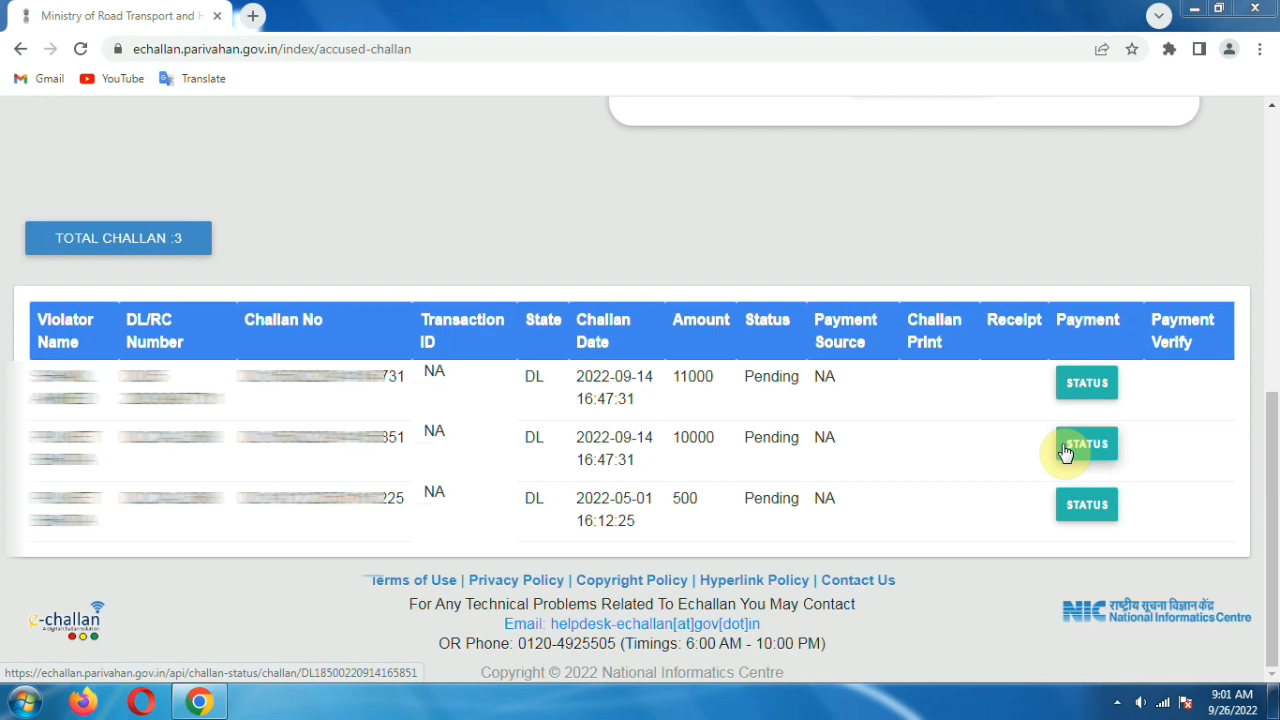 Ministry of Road Transport and H
echallan.parivahan.gov.in/index/accused-challan
Gmail YouTube Translate
TOTAL CHALLAN :3
Violator Name DL/RC Number Challan No Transaction ID State Challan Date Amount Status Payment Source Challan Print Receipt Payment Payment Verify
731 NA DL 2022-09-14 16:47:31 11000 Pending NA STATUS
851 NA DL 2022-09-14 16:47:31 10000 Pending NA STATUS
225 NA DL 2022-05-01 16:12:25 500 Pending NA STATUS
Terms of Use | Privacy Policy | Copyright Policy | Hyperlink Policy | Contact Us
For Any Technical Problems Related To Echallan You May Contact
Email: helpdesk-echallan[at]gov[dot]in
OR Phone: 0120-4925505 (Timings: 6:00 AM - 10:00 PM)
Copyright © 2022 National Informatics Centre
e-challan
A Digital Challan Solution
NIC राष्ट्रीय सूचना विज्ञान केंद्र
National Informatics Centre
https://echallan.parivahan.gov.in/api/challan-status/challan/DL18500220914165851
9:01 AM
9/26/2022